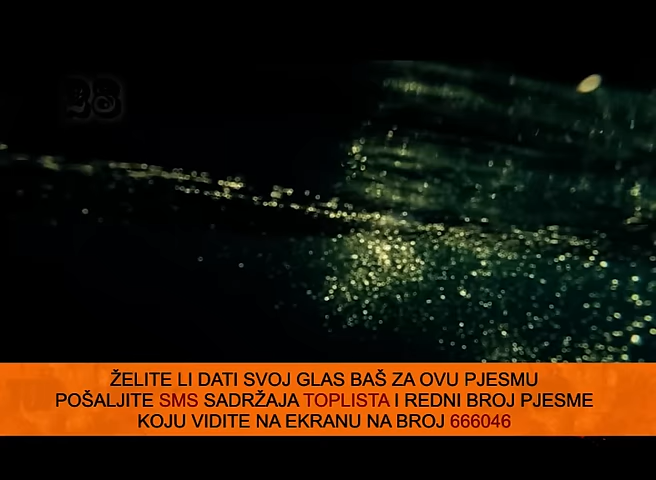 ŽELITE LI DATI SVOJ GLAS BAŠ ZA OVU PJESMU
POŠALJITE SMS SADRŽAJA TOPLISTA I REDNI BROJ PJESME
KOJU VIDITE NA EKRANU NA BROJ 666046